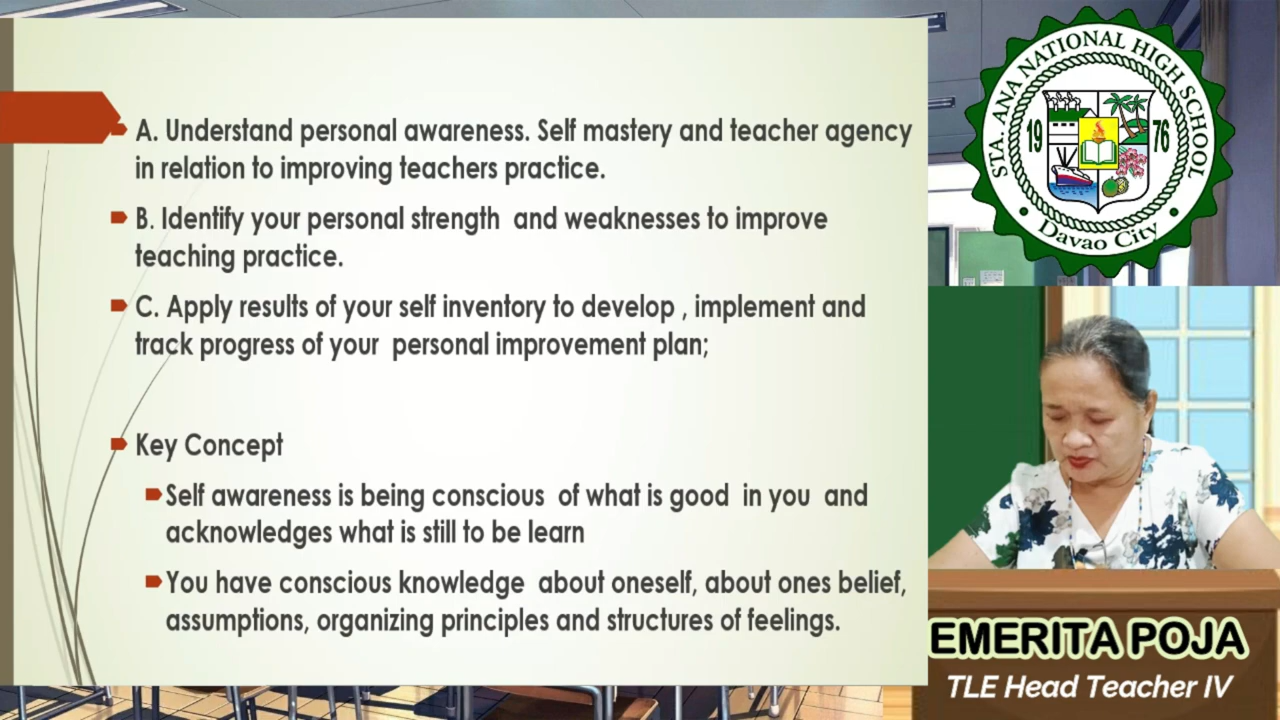 A. Understand personal awareness. Self mastery and teacher agency
in relation to improving teachers practice.
B. Identify your personal strength and weaknesses to improve
teaching practice.
C. Apply results of your self inventory to develop , implement and
track progress of your personal improvement plan;
Key Concept
Self awareness is being conscious of what is good in you and
acknowledges what is still to be learn
You have conscious knowledge about oneself, about ones belief,
assumptions, organizing principles and structures of feelings.
STA. ANA NATIONAL HIGH SCHOOL
19 76
Davao City
EMERITA POJA
TLE Head Teacher IV